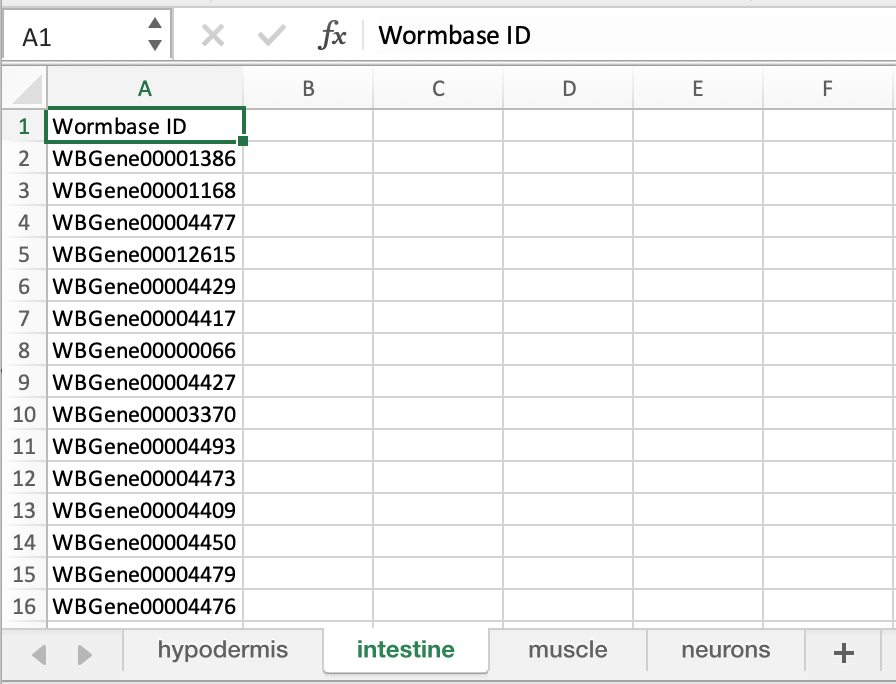 A1 fx Wormbase ID
A B C D E F
1 Wormbase ID
2 WBGene00001386
3 WBGene00001168
4 WBGene00004477
5 WBGene00012615
6 WBGene00004429
7 WBGene00004417
8 WBGene00000066
9 WBGene00004427
10 WBGene00003370
11 WBGene00004493
12 WBGene00004473
13 WBGene00004409
14 WBGene00004450
15 WBGene00004479
16 WBGene00004476
hypodermis intestine muscle neurons +